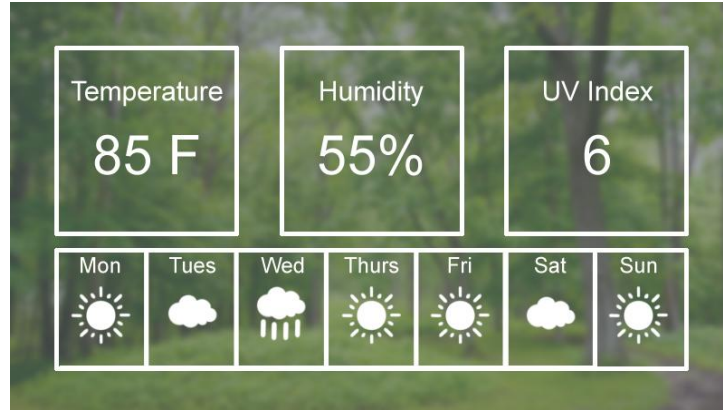 Temperature
85 F
Humidity
55%
UV Index
6
Mon Tues Wed Thurs Fri Sat Sun